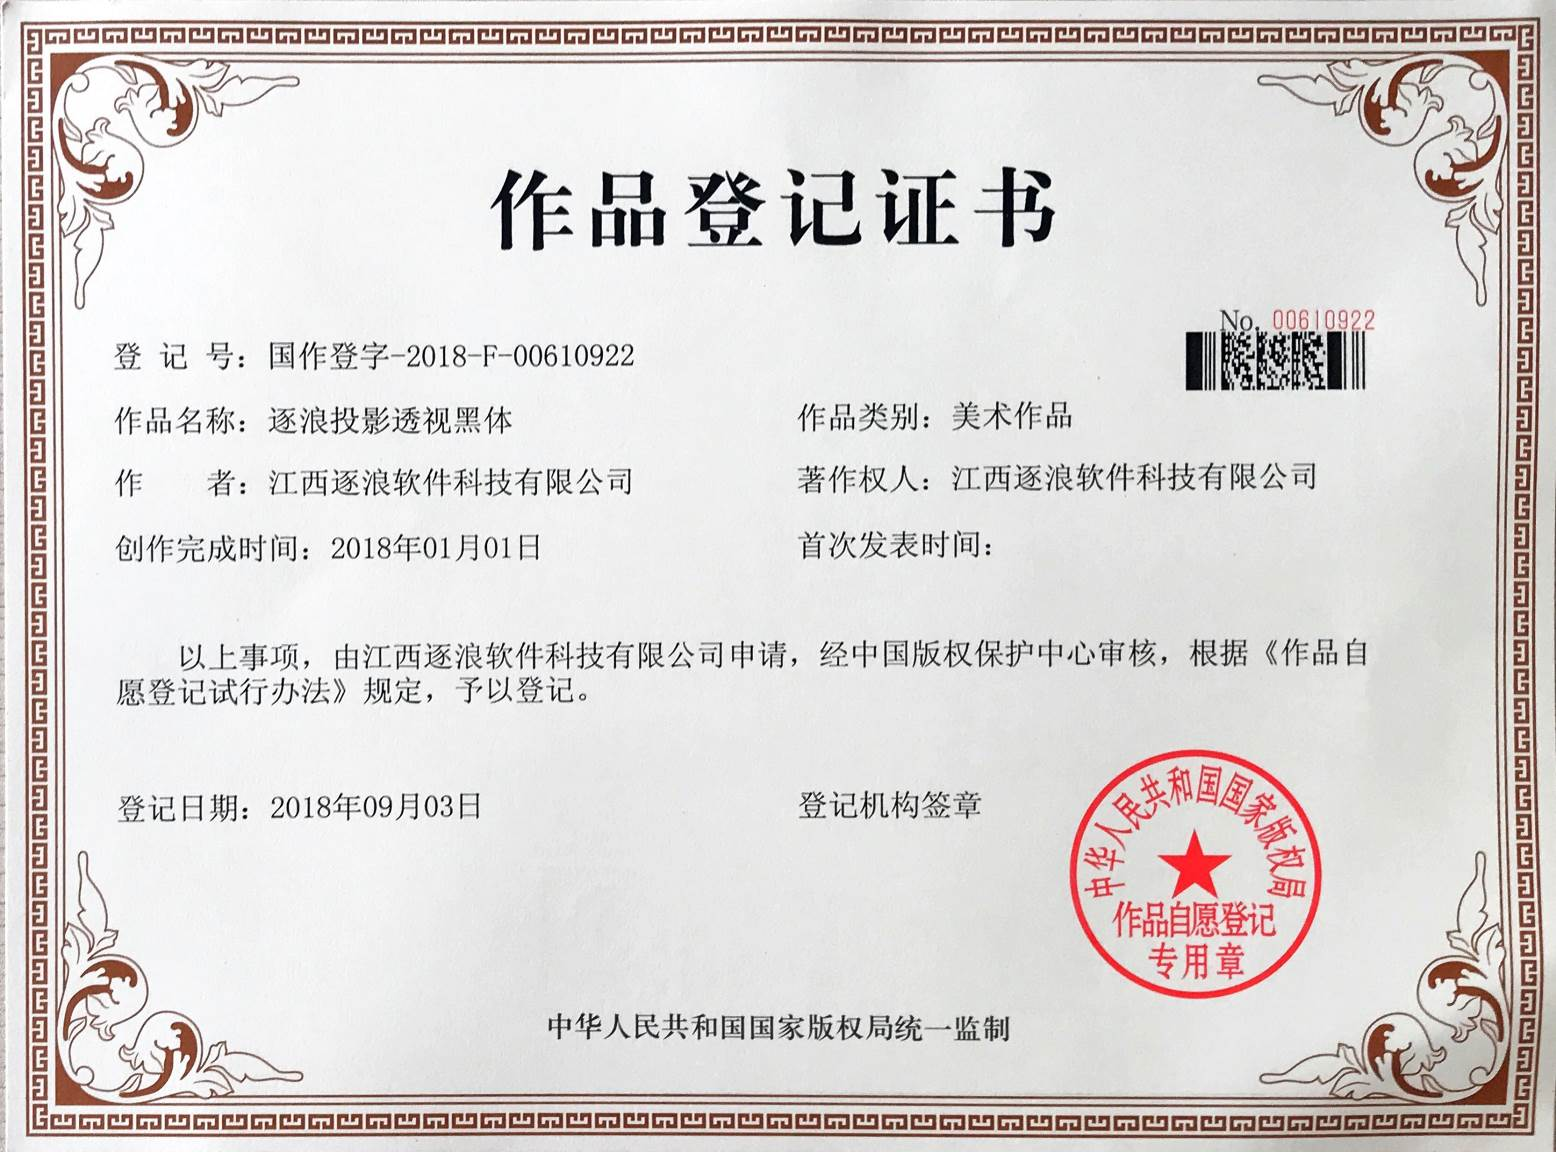 作品登记证书
No. 00610922
登 记 号：国作登字-2018-F-00610922
作品名称：逐浪投影透视黑体
作品类别：美术作品
作 者：江西逐浪软件科技有限公司
著作权人：江西逐浪软件科技有限公司
创作完成时间：2018年01月01日
首次发表时间：
以上事项，由江西逐浪软件科技有限公司申请，经中国版权保护中心审核，根据《作品自
愿登记试行办法》规定，予以登记。
登记日期：2018年09月03日
登记机构签章
中华人民共和国国家版权局
作品自愿登记
专用章
中华人民共和国国家版权局统一监制